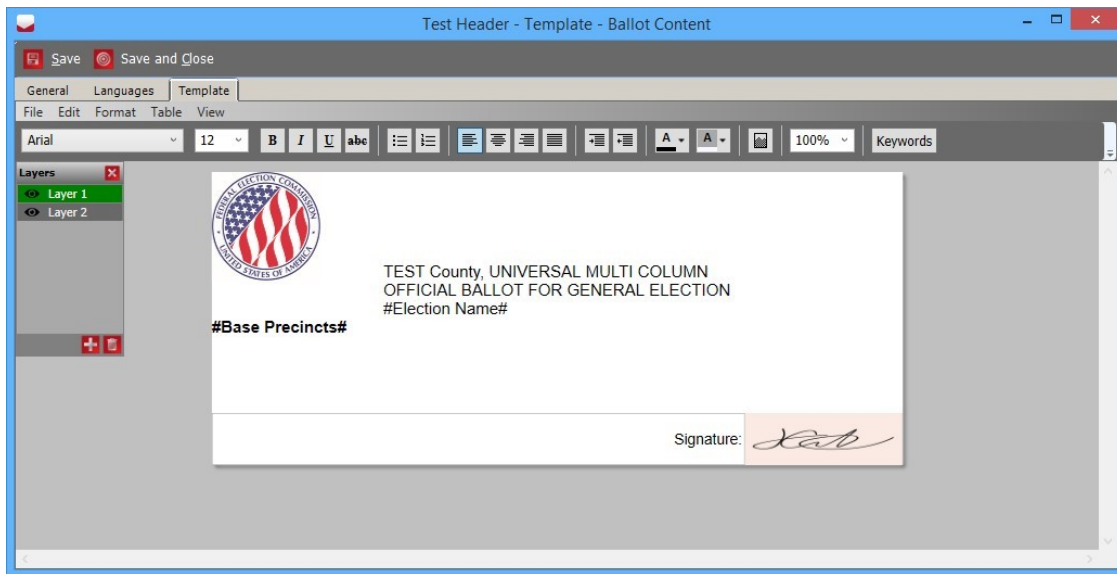 Test Header - Template - Ballot Content
Save Save and Close
General Languages Template
File Edit Format Table View
Arial 12 B I U abc A A 100% Keywords
Layers
Layer 1
Layer 2
FEDERAL ELECTION COMMISSION
UNITED STATES OF AMERICA
TEST County, UNIVERSAL MULTI COLUMN
OFFICIAL BALLOT FOR GENERAL ELECTION
#Election Name#
#Base Precincts#
Signature: